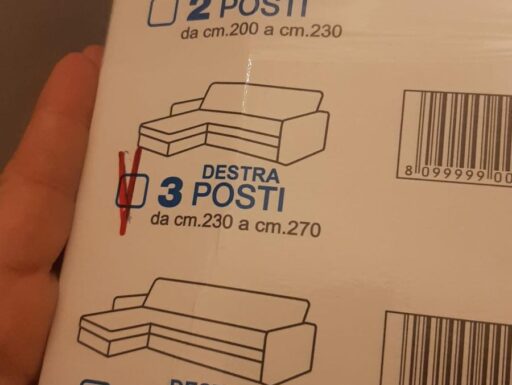 2 POSTI
da cm.200 a cm.230
DESTRA
3 POSTI
da cm.230 a cm.270
8 099999 00